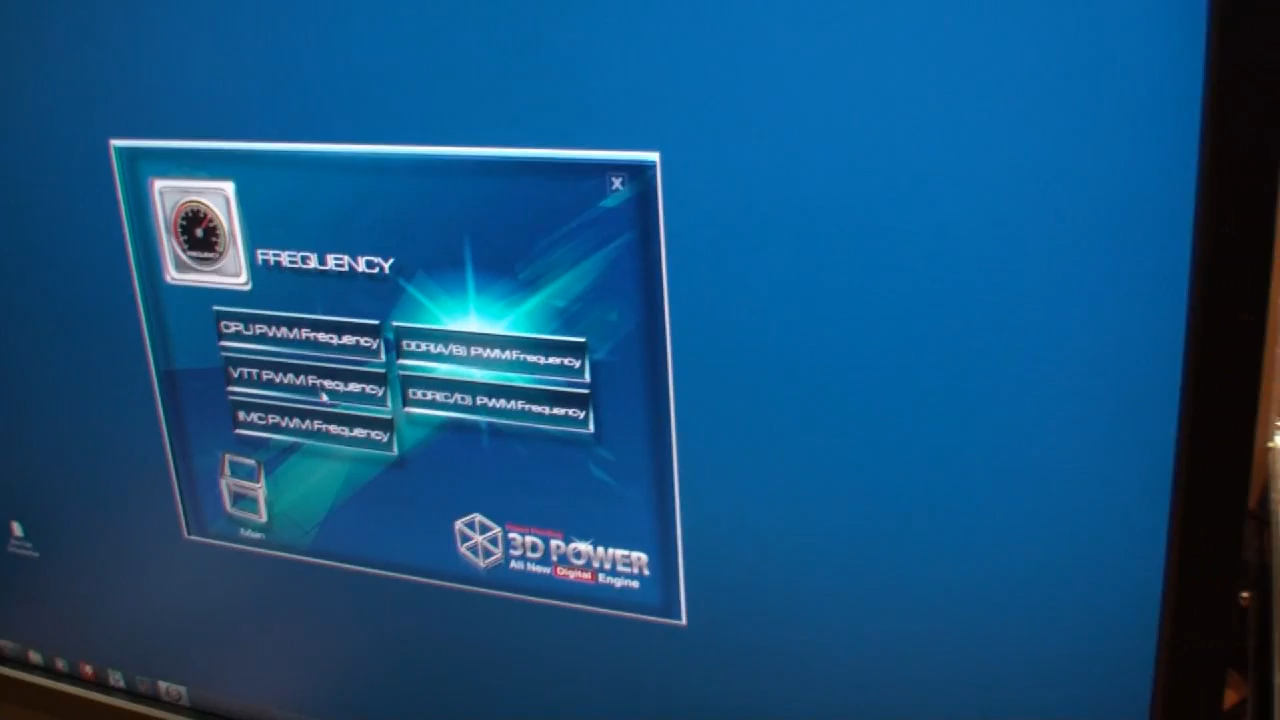 X
FREQUENCY
CPU PWM Frequency
DDR(A/B) PWM Frequency
VTT PWM Frequency
DDR(C/D) PWM Frequency
IMC PWM Frequency
Main
3D POWER
All New Digital Engine